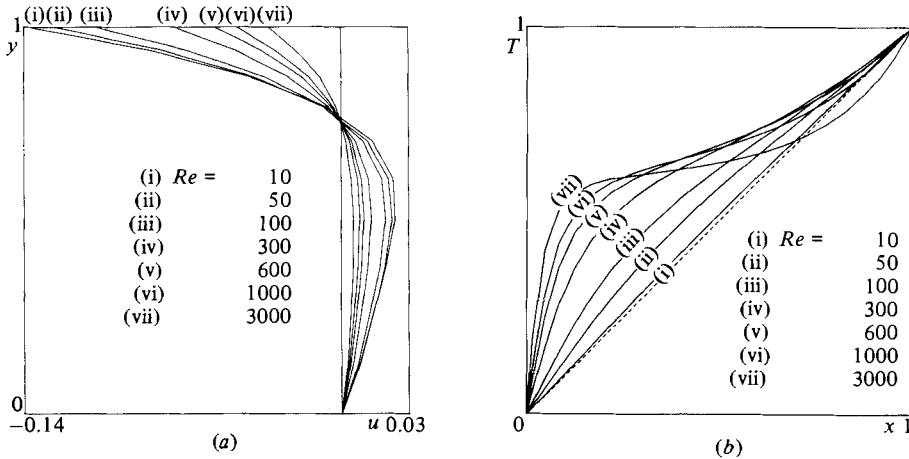 1 (i)(ii) (iii) (iv) (v)(vi)(vii)
y
(i) Re = 10
(ii) 50
(iii) 100
(iv) 300
(v) 600
(vi) 1000
(vii) 3000
0
−0.14 u 0.03
(a)
1
T
(vii)
(vi)
(v)
(iv)
(iii)
(ii)
(i)
(i) Re = 10
(ii) 50
(iii) 100
(iv) 300
(v) 600
(vi) 1000
(vii) 3000
0 x 1
(b)